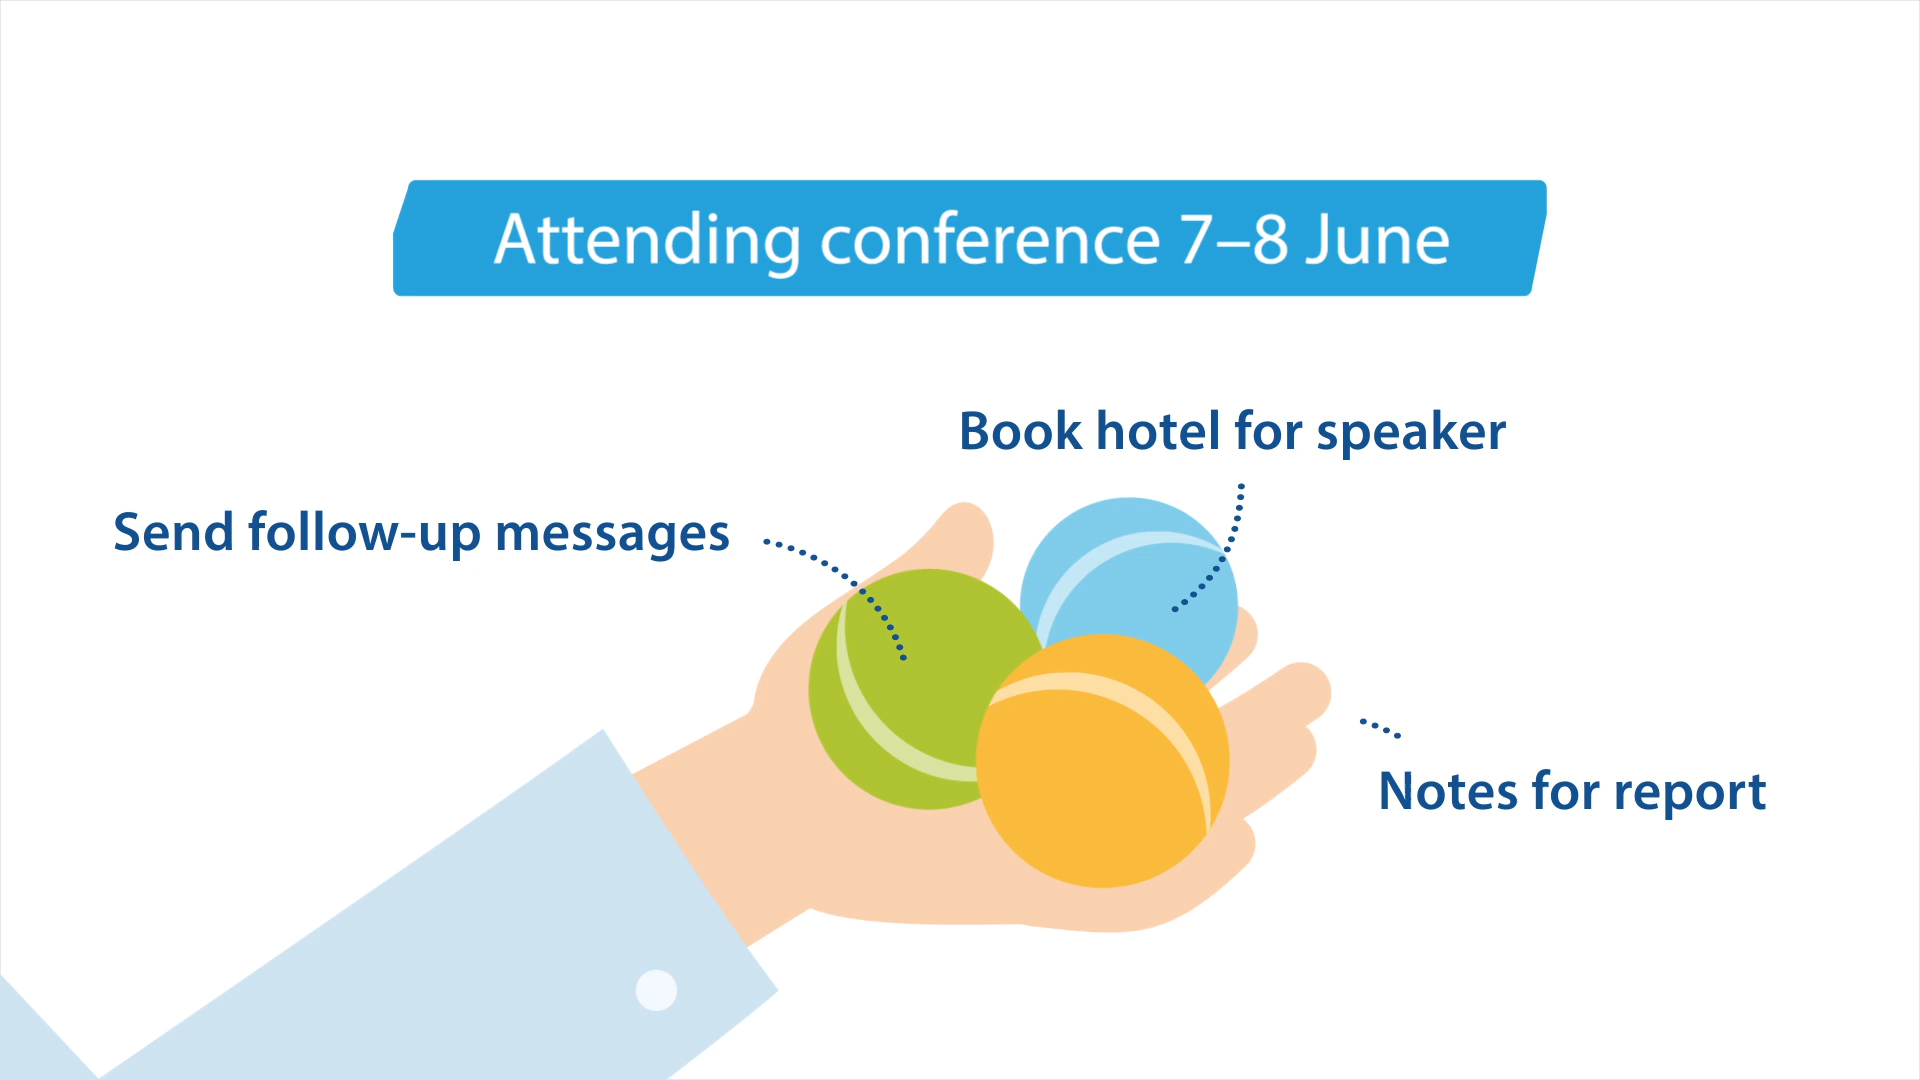 Attending conference 7–8 June
Book hotel for speaker
Send follow-up messages
Notes for report